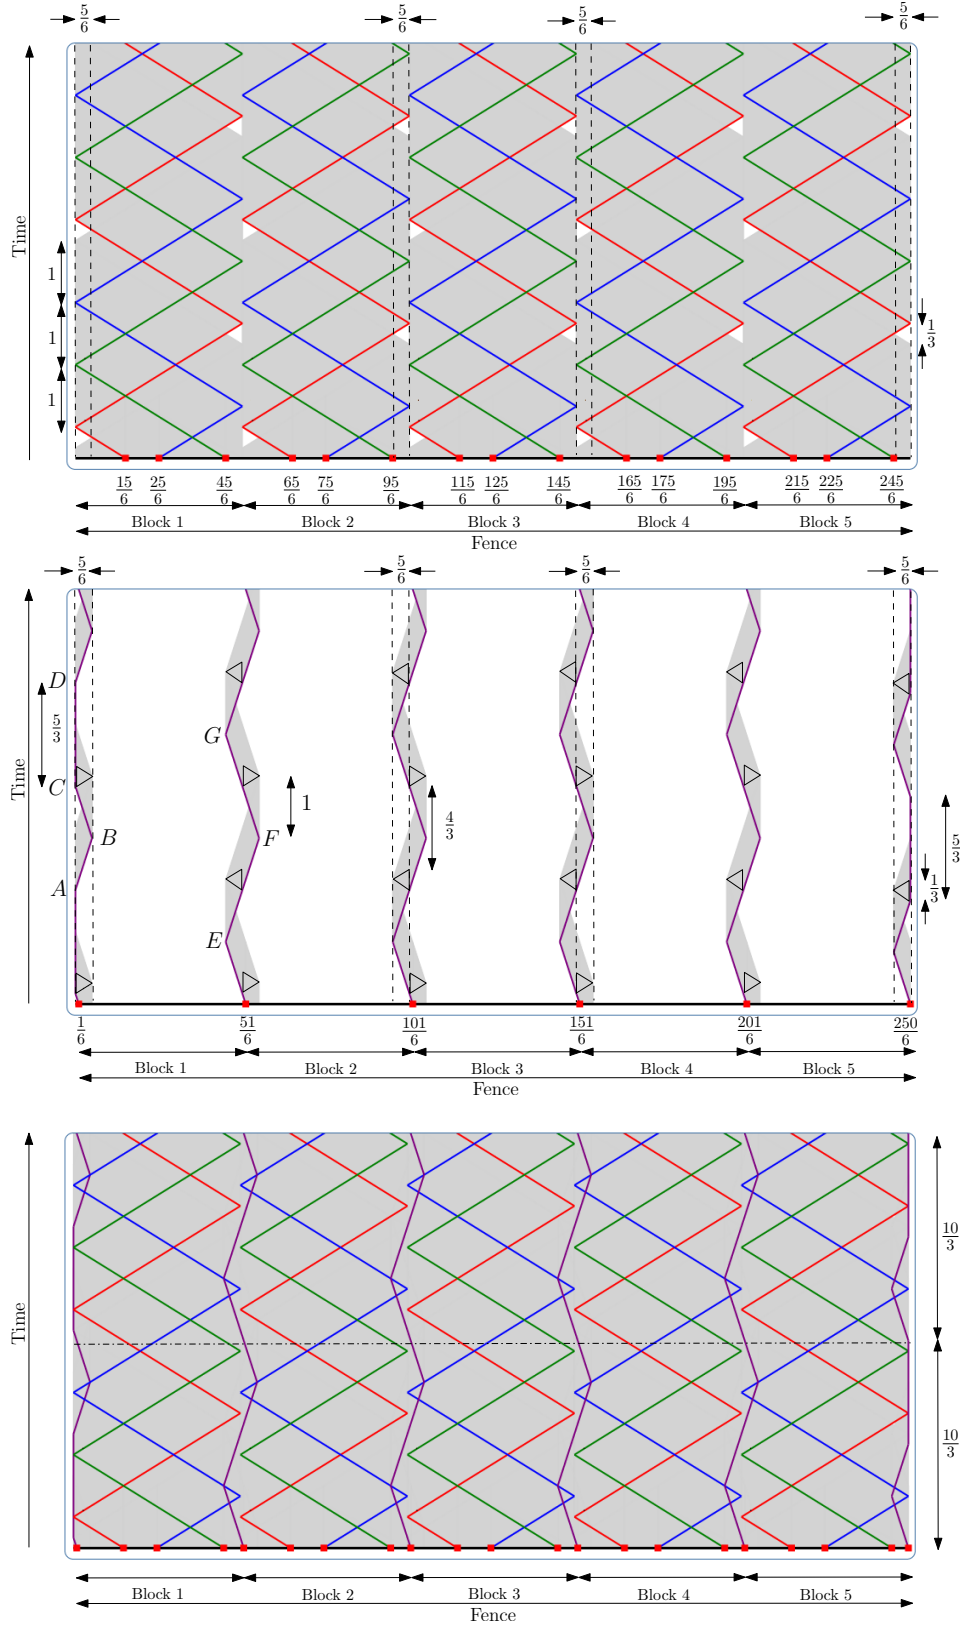 5/6 5/6 5/6 5/6
Time
1
1
1
1/3
15/6 25/6 45/6 65/6 75/6 95/6 115/6 125/6 145/6 165/6 175/6 195/6 215/6 225/6 245/6
Block 1 Block 2 Block 3 Block 4 Block 5
Fence
5/6 5/6 5/6 5/6
Time
D
5/3
G
C
1
B
F
4/3
5/3
A
1/3
E
1/6 51/6 101/6 151/6 201/6 250/6
Block 1 Block 2 Block 3 Block 4 Block 5
Fence
Time
10/3
10/3
Block 1 Block 2 Block 3 Block 4 Block 5
Fence